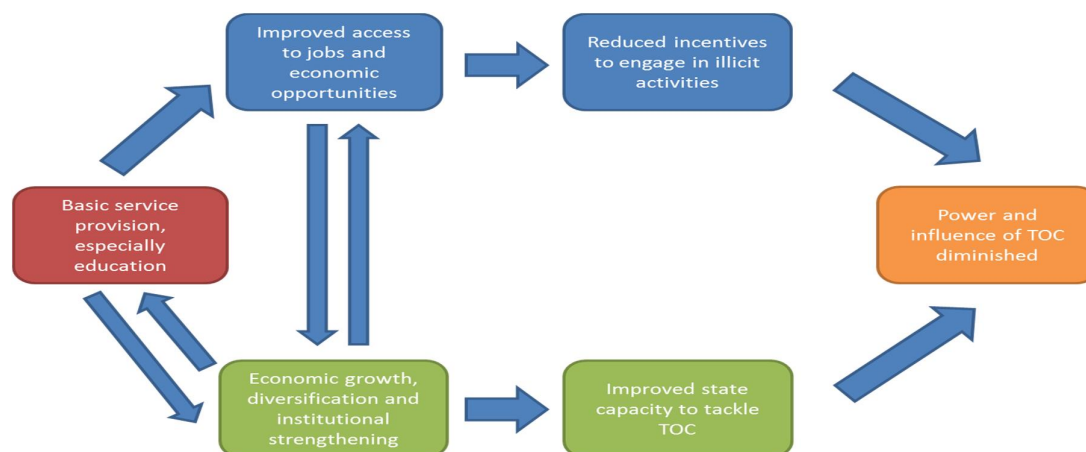 Improved access
to jobs and
economic
opportunities
Reduced incentives
to engage in illicit
activities
Basic service
provision,
especially
education
Power and
influence of TOC
diminished
Economic growth,
diversification and
institutional
strengthening
Improved state
capacity to tackle
TOC